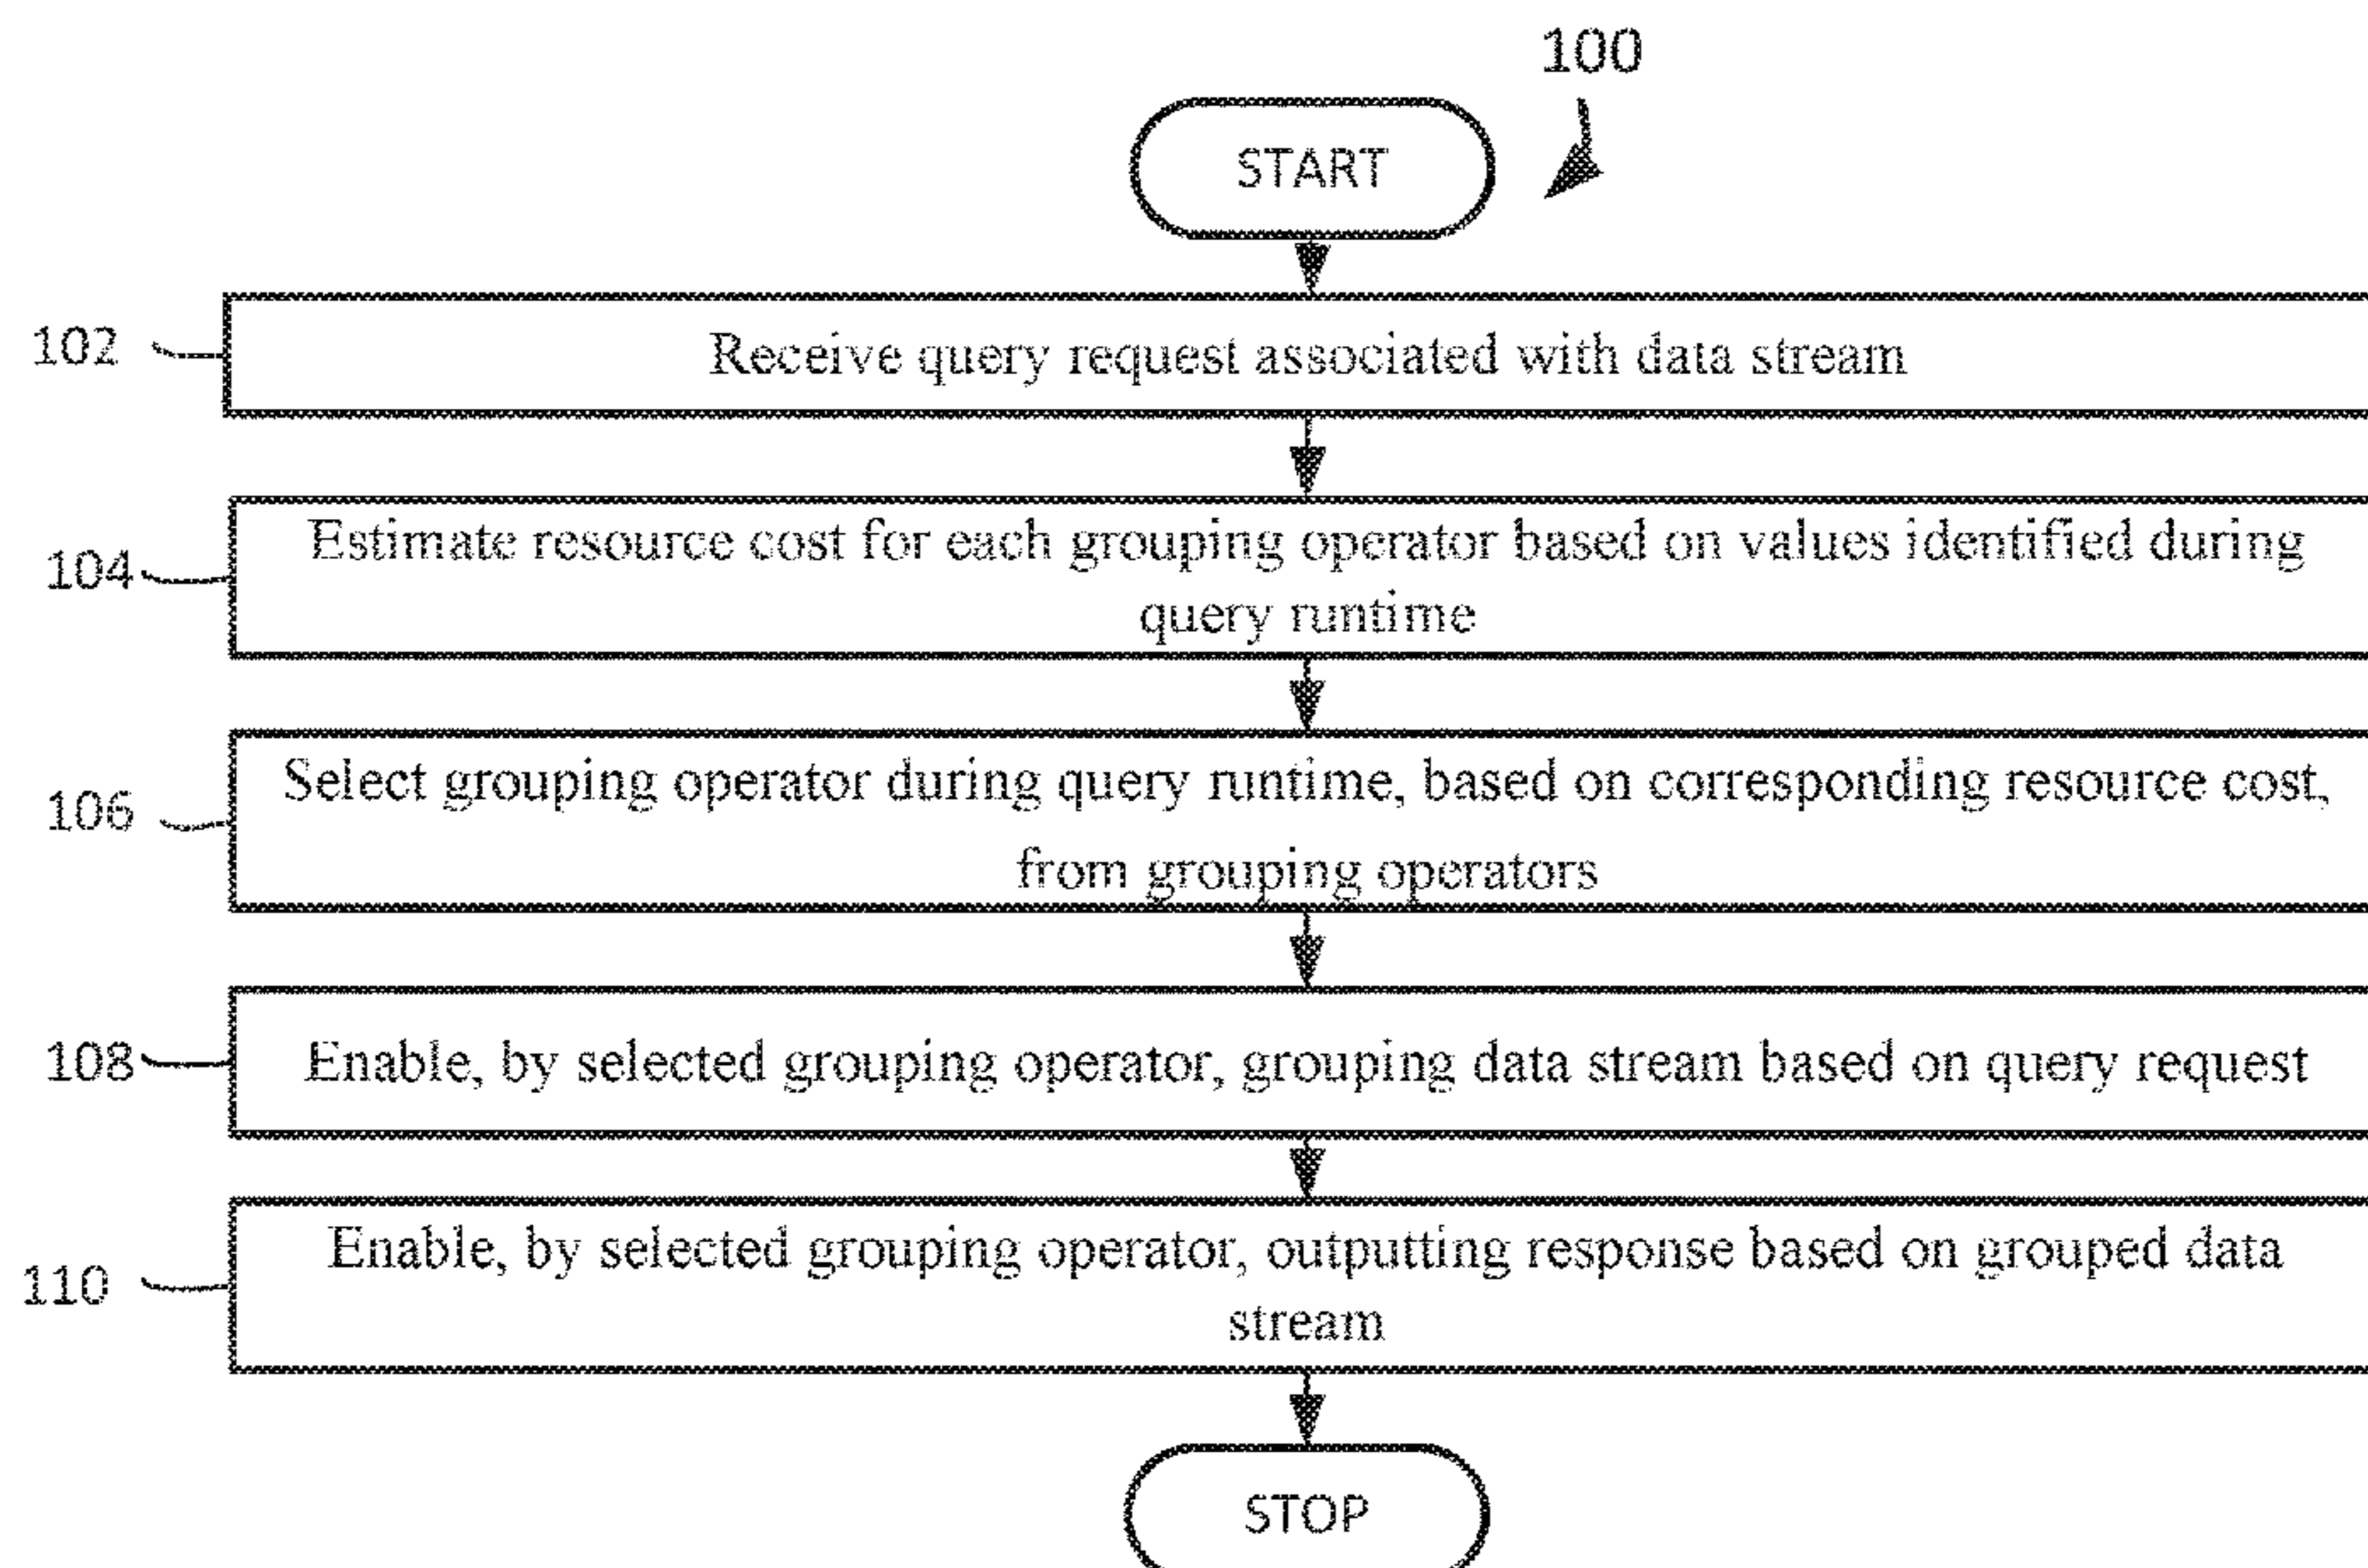 100
START
102
Receive query request associated with data stream
104
Estimate resource cost for each grouping operator based on values identified during
query runtime
106
Select grouping operator during query runtime, based on corresponding resource cost,
from grouping operators
108
Enable, by selected grouping operator, grouping data stream based on query request
110
Enable, by selected grouping operator, outputting response based on grouped data
stream
STOP